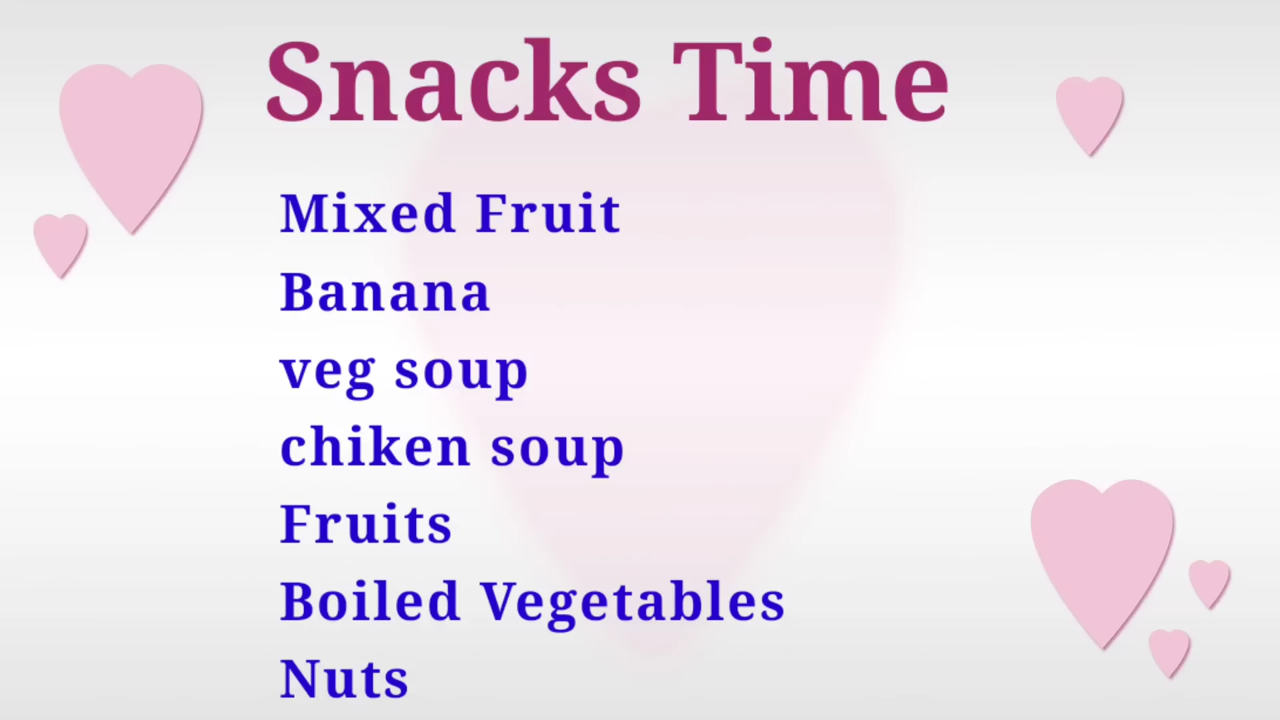 Snacks Time
Mixed Fruit
Banana
veg soup
chiken soup
Fruits
Boiled Vegetables
Nuts